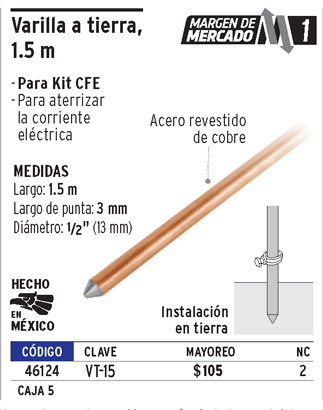 Varilla a tierra,
1.5 m
MARGEN DE
MERCADO
1
- Para Kit CFE
- Para aterrizar
la corriente
eléctrica
Acero revestido
de cobre
MEDIDAS
Largo: 1.5 m
Largo de punta: 3 mm
Diámetro: 1/2" (13 mm)
HECHO
EN
MÉXICO
Instalación
en tierra
CÓDIGO CLAVE MAYOREO NC
46124 VT-15 $105 2
CAJA 5